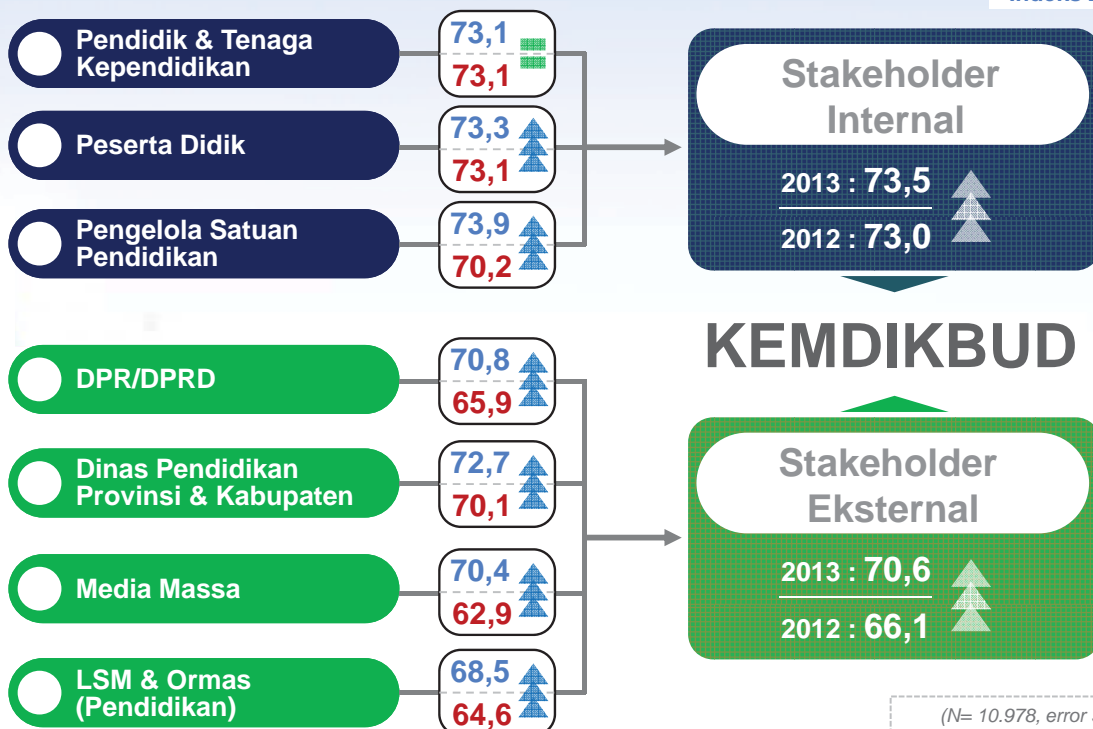 Indeks
Pendidik & Tenaga
Kependidikan
73,1
73,1
Peserta Didik
73,3
73,1
Pengelola Satuan
Pendidikan
73,9
70,2
Stakeholder
Internal
2013 : 73,5
2012 : 73,0
KEMDIKBUD
DPR/DPRD
70,8
65,9
Dinas Pendidikan
Provinsi & Kabupaten
72,7
70,1
Media Massa
70,4
62,9
LSM & Ormas
(Pendidikan)
68,5
64,6
Stakeholder
Eksternal
2013 : 70,6
2012 : 66,1
(N= 10.978, error